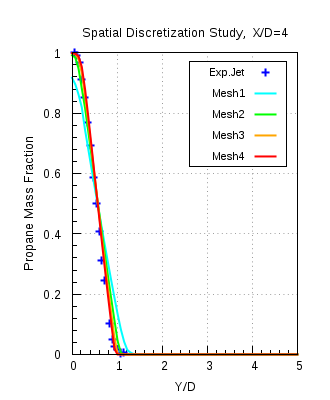 Spatial Discretization Study, X/D=4
1
0.8
0.6
0.4
0.2
0
Propane Mass Fraction
Exp.Jet
Mesh1
Mesh2
Mesh3
Mesh4
0 1 2 3 4 5
Y/D